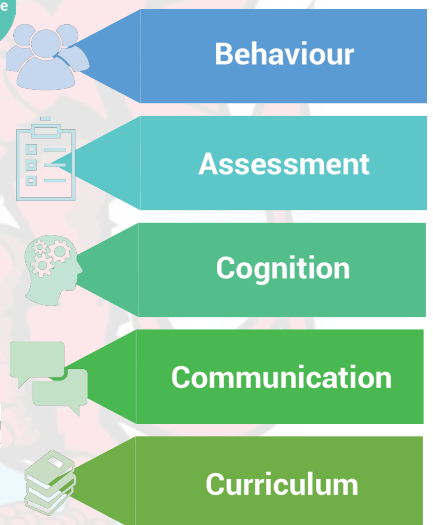 Behaviour
Assessment
Cognition
Communication
Curriculum